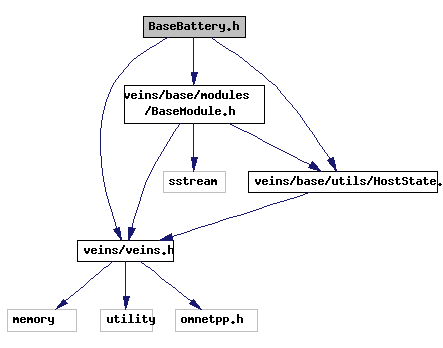 BaseBattery.h
veins/base/modules
/BaseModule.h
sstream
veins/base/utils/HostState.
veins/veins.h
memory
utility
omnetpp.h